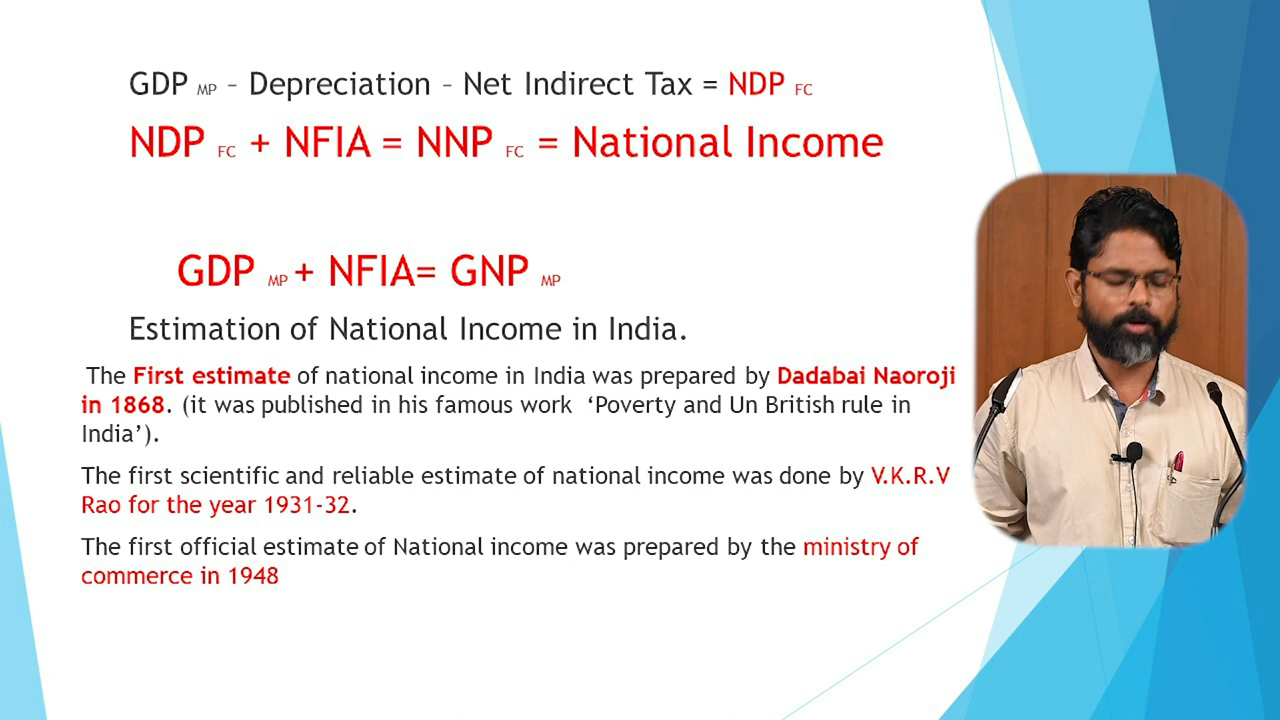 GDP MP – Depreciation – Net Indirect Tax = NDP FC
NDP FC + NFIA = NNP FC = National Income
GDP MP + NFIA= GNP MP
Estimation of National Income in India.
The First estimate of national income in India was prepared by Dadabai Naoroji
in 1868. (it was published in his famous work ‘Poverty and Un British rule in
India’).
The first scientific and reliable estimate of national income was done by V.K.R.V
Rao for the year 1931-32.
The first official estimate of National income was prepared by the ministry of
commerce in 1948